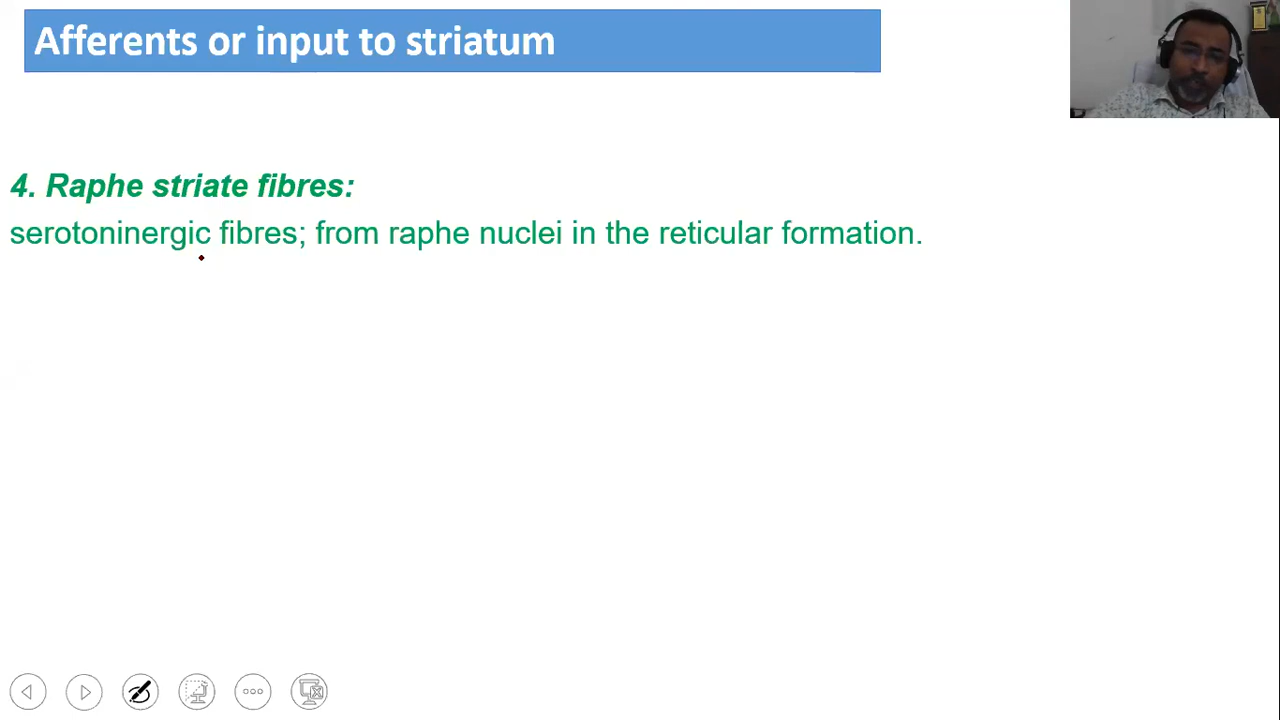 Afferents or input to striatum
4. Raphe striate fibres:
serotoninergic fibres; from raphe nuclei in the reticular formation.